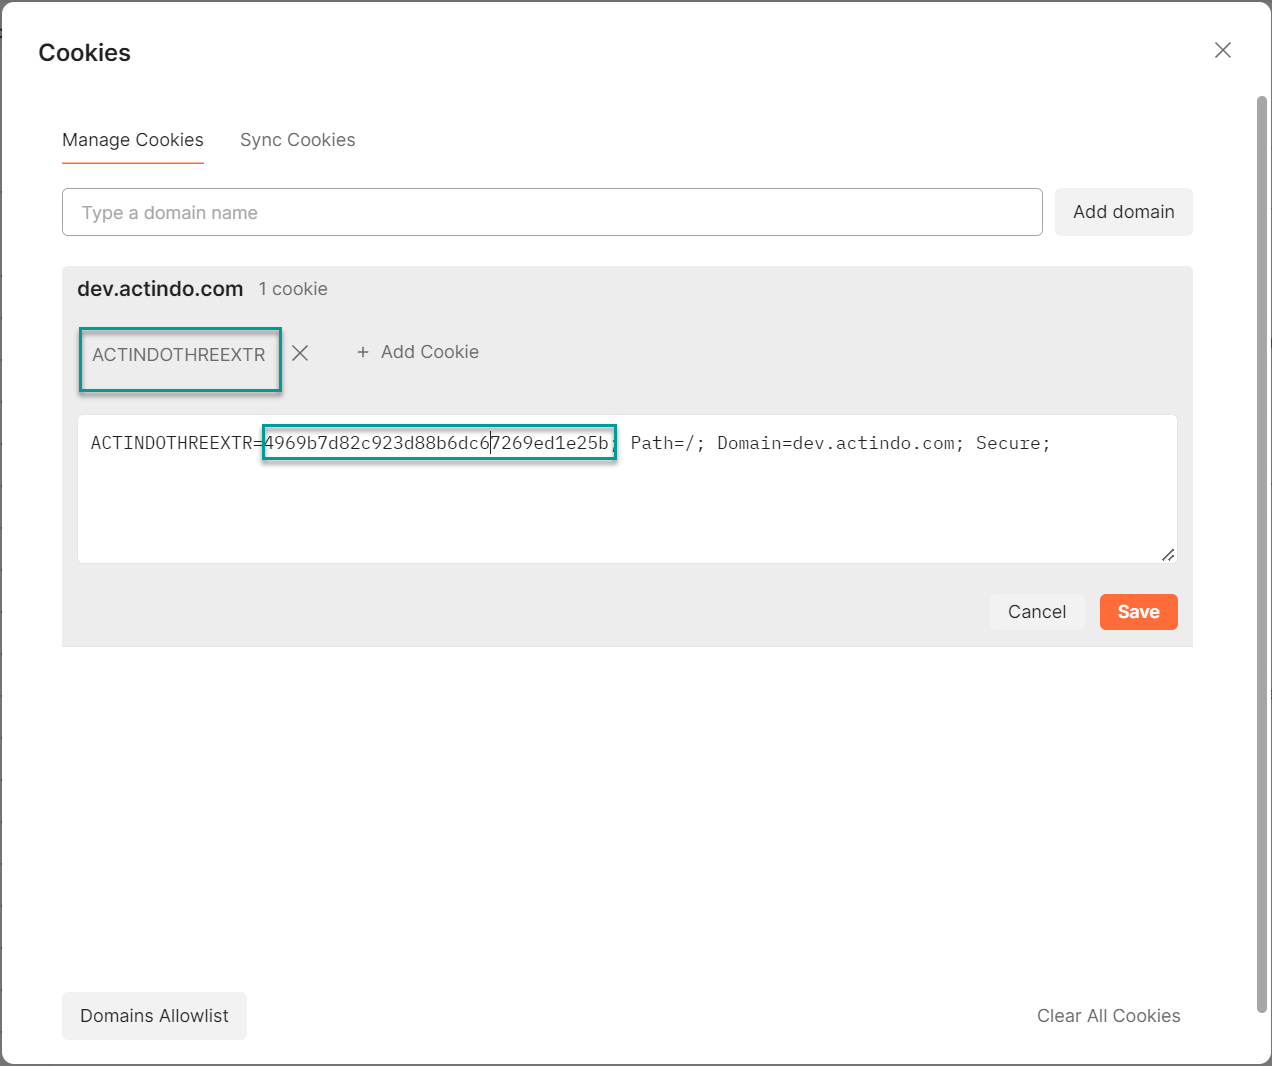 Cookies
Manage Cookies Sync Cookies
Type a domain name Add domain
dev.actindo.com 1 cookie
ACTINDOTHREEXTR + Add Cookie
ACTINDOTHREEXTR=4969b7d82c923d88b6dc67269ed1e25b; Path=/; Domain=dev.actindo.com; Secure;
Cancel Save
Domains Allowlist Clear All Cookies